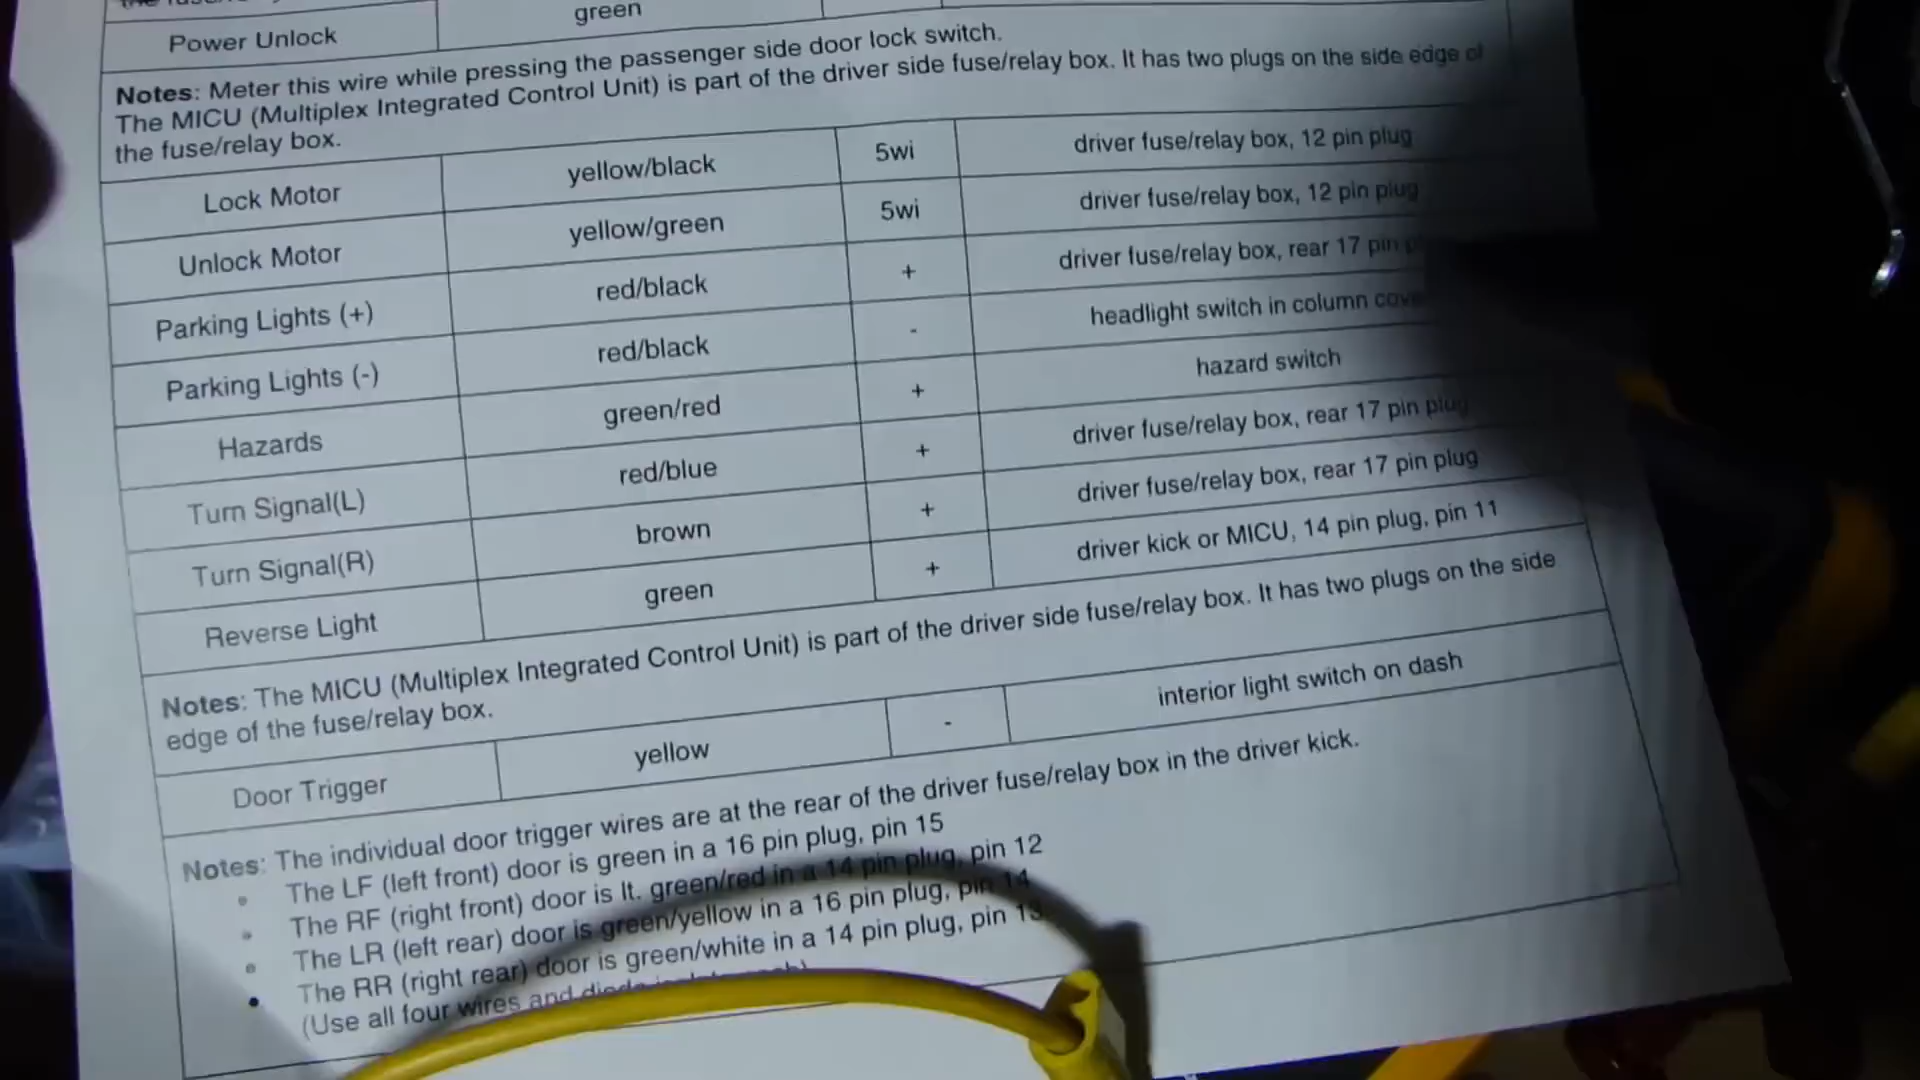 green
Power Unlock
Notes: Meter this wire while pressing the passenger side door lock switch.
The MICU (Multiplex Integrated Control Unit) is part of the driver side fuse/relay box. It has two plugs on the side edge of
the fuse/relay box.
Lock Motor yellow/black 5wi driver fuse/relay box, 12 pin plug
Unlock Motor yellow/green 5wi driver fuse/relay box, 12 pin plug
Parking Lights (+) red/black + driver fuse/relay box, rear 17 pin
Parking Lights (-) red/black - headlight switch in column
Hazards green/red + hazard switch
Turn Signal(L) red/blue + driver fuse/relay box, rear 17 pin plug
Turn Signal(R) brown + driver fuse/relay box, rear 17 pin plug
Reverse Light green + driver kick or MICU, 14 pin plug, pin 11
Notes: The MICU (Multiplex Integrated Control Unit) is part of the driver side fuse/relay box. It has two plugs on the side
edge of the fuse/relay box.
Door Trigger yellow - interior light switch on dash
Notes: The individual door trigger wires are at the rear of the driver fuse/relay box in the driver kick.
The LF (left front) door is green in a 16 pin plug, pin 15
The RF (right front) door is lt. green/red in a 14 pin plug, pin 12
The LR (left rear) door is green/yellow in a 16 pin plug, pin 14
The RR (right rear) door is green/white in a 14 pin plug, pin 13
(Use all four wires and